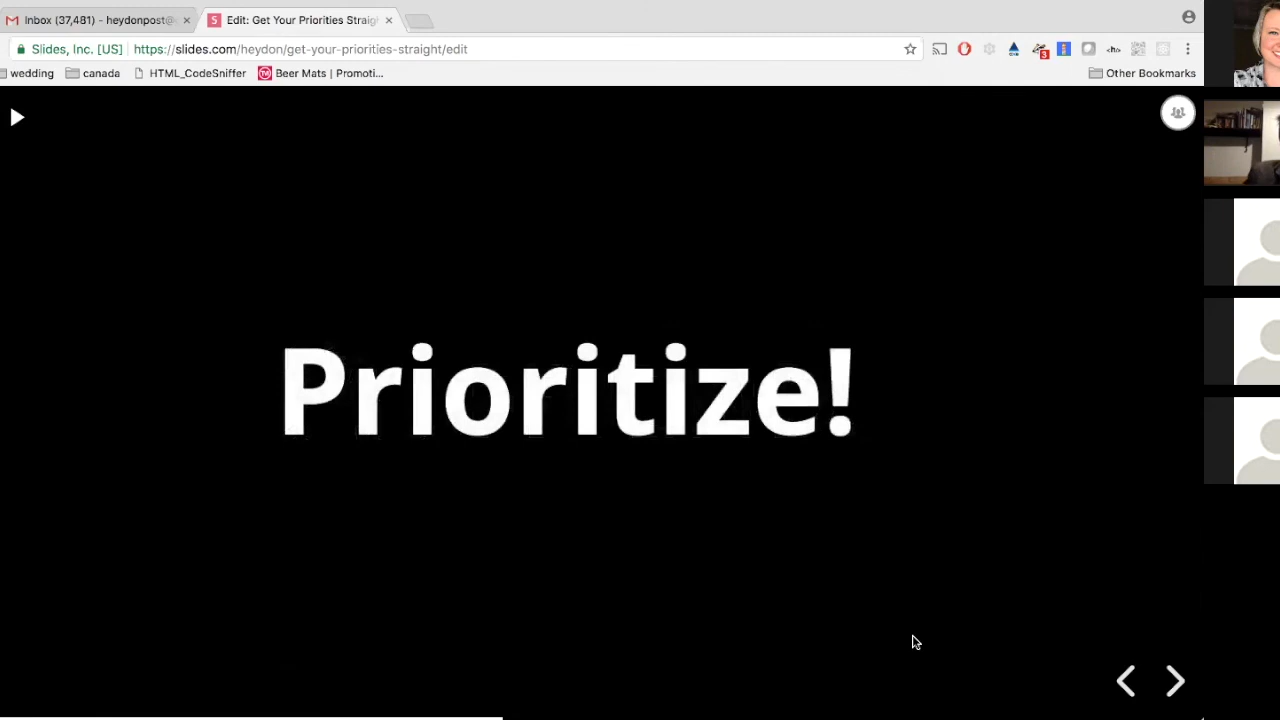 Inbox (37,481) - heydonpost@
Edit: Get Your Priorities Straigh
Slides, Inc. [US]
https://slides.com/heydon/get-your-priorities-straight/edit
wedding
canada
HTML_CodeSniffer
Beer Mats | Promoti...
Other Bookmarks
Prioritize!